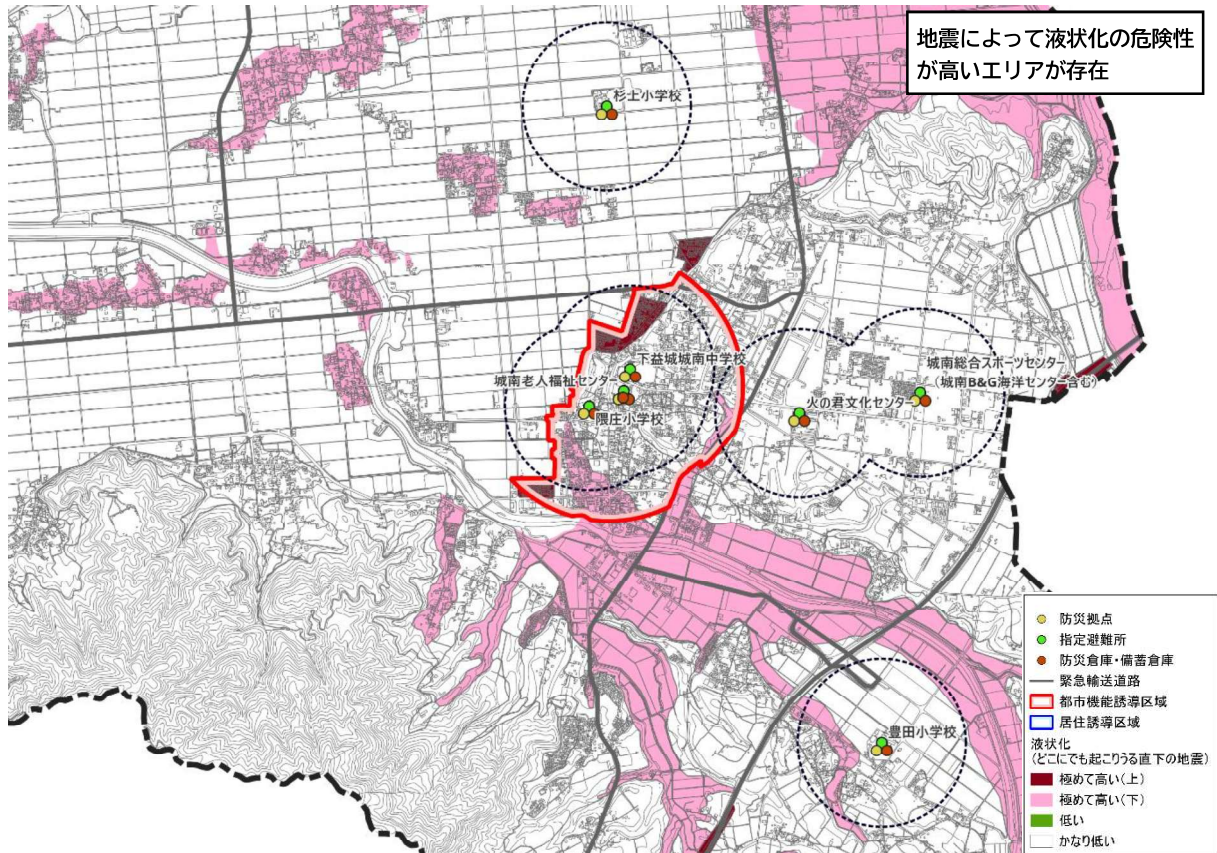 地震によって液状化の危険性
が高いエリアが存在
杉上小学校
下益城城南中学校
城南老人福祉センター
隈庄小学校
城南総合スポーツセンター
（城南B&G海洋センター含む）
火の君文化センター
豊田小学校
防災拠点
指定避難所
防災倉庫・備蓄倉庫
緊急輸送道路
都市機能誘導区域
居住誘導区域
液状化
（どこにでも起こりうる直下の地震）
極めて高い（上）
極めて高い（下）
低い
かなり低い